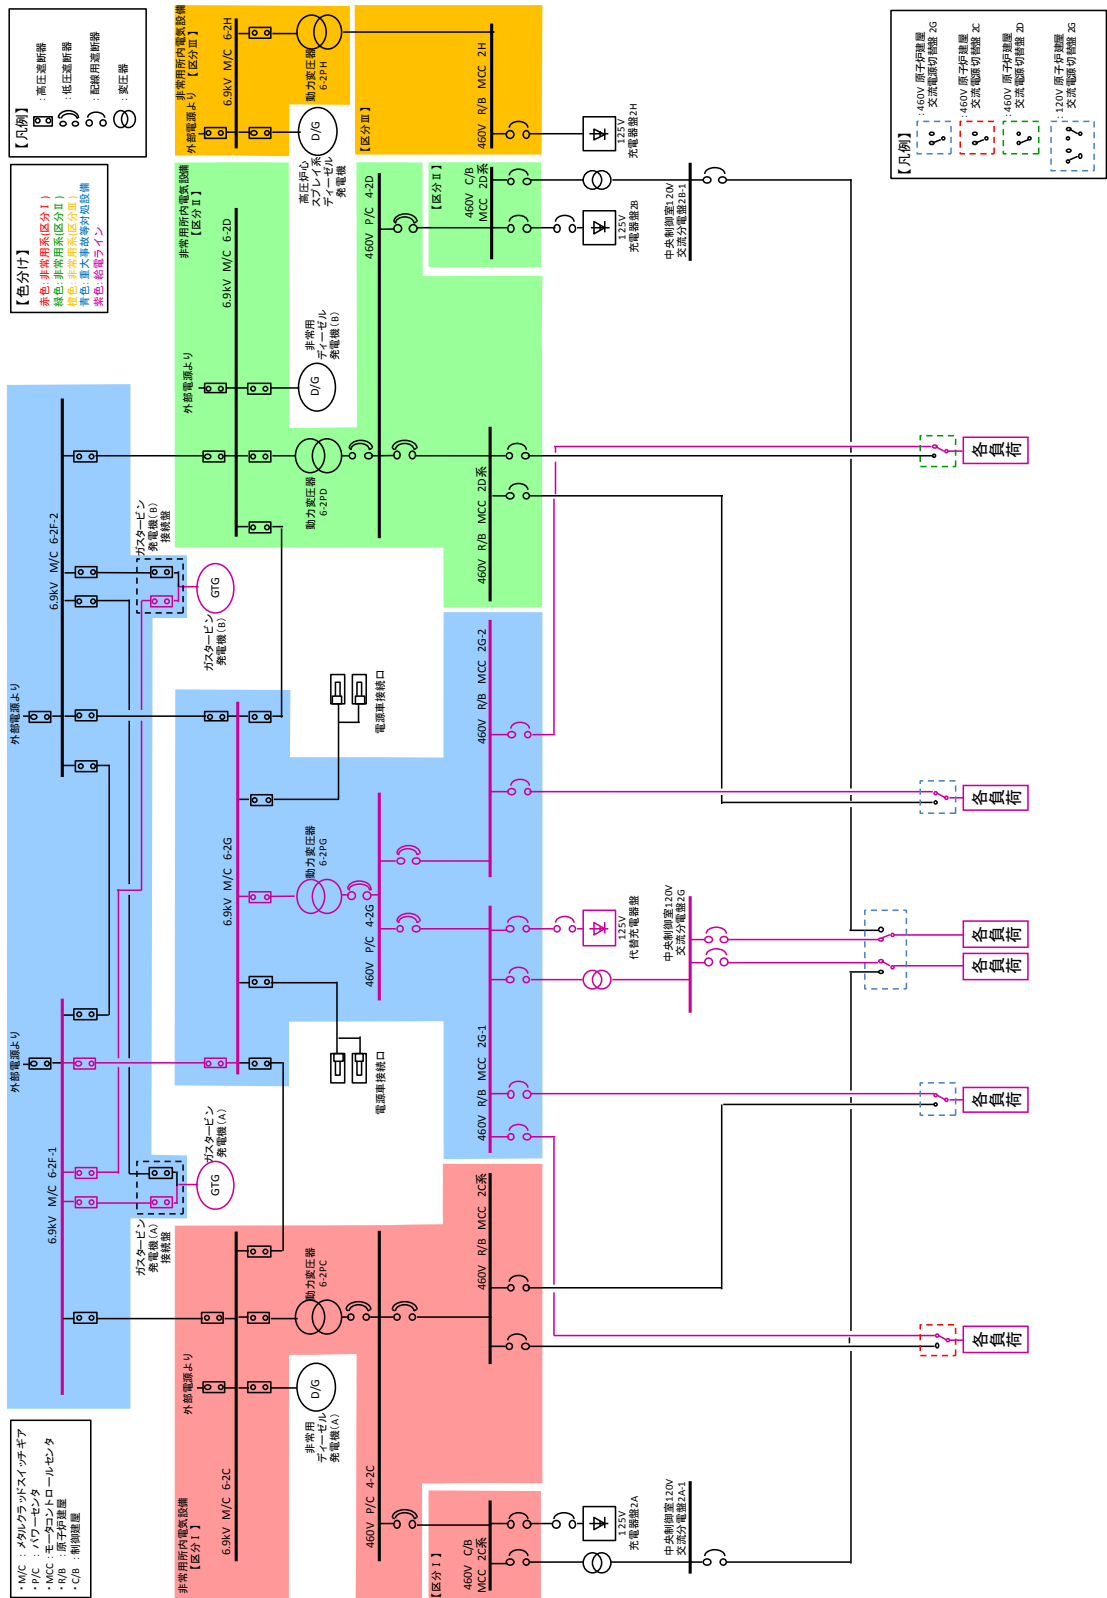 ・M/C ：メタルクラッドスイッチギア
・P/C ：パワーセンタ
・MCC：モータコントロールセンタ
・R/B ：原子炉建屋
・C/B ：制御建屋
【色分け】
赤色：非常用系(区分Ⅰ)
緑色：非常用系(区分Ⅱ)
橙色：非常用系(区分Ⅲ)
青色：重大事故等対処設備
紫色：給電ライン
【凡例】
：高圧遮断器
：低圧遮断器
：配線用遮断器
：変圧器
外部電源より
6.9kV M/C 6-2F-1
外部電源より
6.9kV M/C 6-2F-2
ガスタービン
発電機(A)
接続盤
GTG
ガスタービン
発電機(A)
ガスタービン
発電機(B)
接続盤
GTG
ガスタービン
発電機(B)
非常用所内電気設備
【区分Ⅰ】
外部電源より
6.9kV M/C 6-2C
D/G
非常用
ディーゼル
発電機(A)
動力変圧器
6-2PC
460V P/C 4-2C
【区分Ⅰ】
460V C/B
MCC 2C系
460V R/B MCC 2C系
125V
充電器盤2A
中央制御室120V
交流分電盤2A-1
6.9kV M/C 6-2G
電源車接続口
動力変圧器
6-2PG
電源車接続口
460V P/C 4-2G
460V R/B MCC 2G-1
460V R/B MCC 2G-2
125V
代替充電器盤
中央制御室120V
交流分電盤2G
非常用所内電気設備
【区分Ⅱ】
外部電源より
6.9kV M/C 6-2D
動力変圧器
6-2PD
D/G
非常用
ディーゼル
発電機(B)
460V P/C 4-2D
【区分Ⅱ】
460V C/B
MCC 2D系
460V R/B MCC 2D系
125V
充電器盤2B
中央制御室120V
交流分電盤2B-1
非常用所内電気設備
【区分Ⅲ】
外部電源より
6.9kV M/C 6-2H
D/G
高圧炉心
スプレイ系
ディーゼル
発電機
動力変圧器
6-2PH
【区分Ⅲ】
460V R/B MCC 2H
125V
充電器盤2H
各負荷
各負荷
各負荷
各負荷
各負荷
各負荷
【凡例】
：460V 原子炉建屋
交流電源切替盤 2G
：460V 原子炉建屋
交流電源切替盤 2C
：460V 原子炉建屋
交流電源切替盤 2D
：120V 原子炉建屋
交流電源切替盤 2G